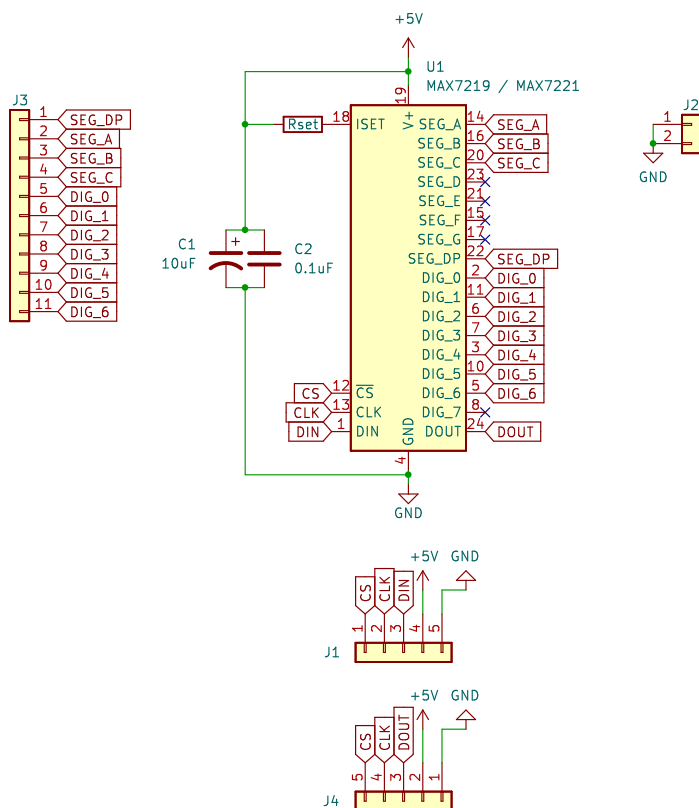 +5V
U1
MAX7219 / MAX7221
19
V+
J3
1 SEG_DP
2 SEG_A
3 SEG_B
4 SEG_C
5 DIG_0
6 DIG_1
7 DIG_2
8 DIG_3
9 DIG_4
10 DIG_5
11 DIG_6
Rset 18 ISET
SEG_A 14 SEG_A
SEG_B 16 SEG_B
SEG_C 20 SEG_C
SEG_D 23
SEG_E 21
SEG_F 15
SEG_G 17
SEG_DP 22 SEG_DP
DIG_0 2 DIG_0
DIG_1 11 DIG_1
DIG_2 6 DIG_2
DIG_3 7 DIG_3
DIG_4 3 DIG_4
DIG_5 10 DIG_5
DIG_6 5 DIG_6
DIG_7 8
DOUT 24 DOUT
J2
1
2
GND
C1
+
10uF
C2
0.1uF
CS 12 CS
CLK 13 CLK
DIN 1 DIN
GND
4
GND
+5V GND
CS CLK DIN
1 2 3 4 5
J1
+5V GND
CS CLK DOUT
5 4 3 2 1
J4